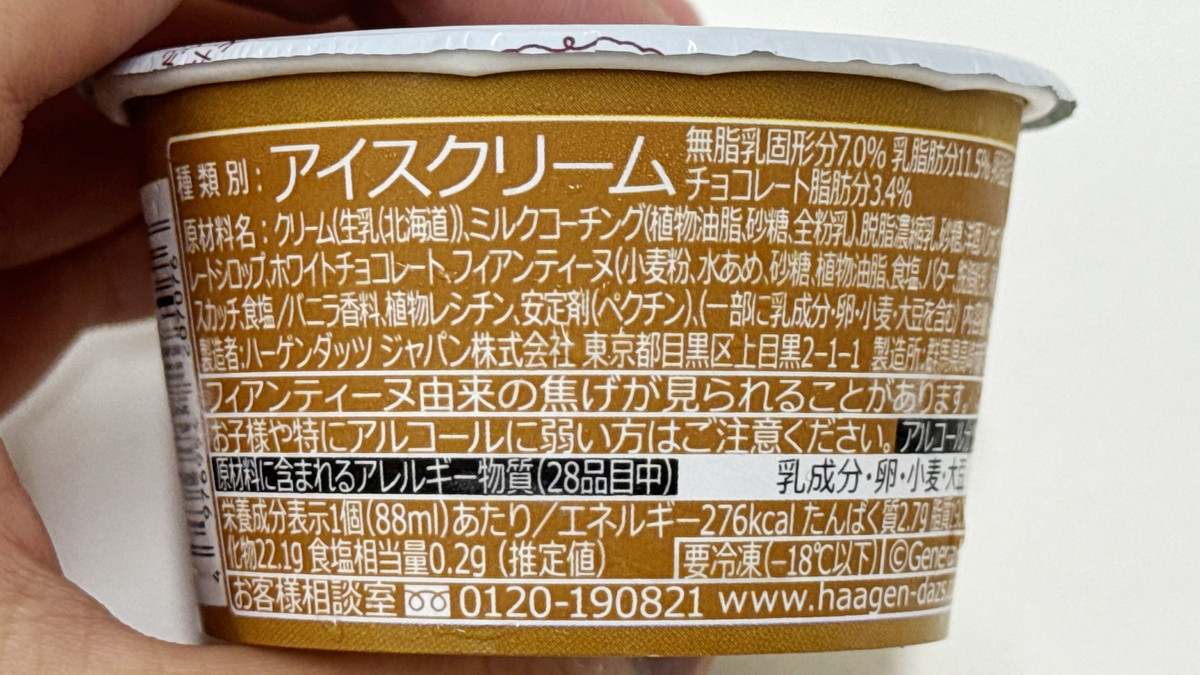 種類別：アイスクリーム 無脂乳固形分7.0% 乳脂肪分11.5%
チョコレート脂肪分3.4%
原材料名：クリーム(生乳(北海道))、ミルクコーチング(植物油脂、砂糖、全粉乳)、脱脂濃縮乳、砂糖、洋酒
レートシロップ、ホワイトチョコレート、フィアンティーヌ(小麦粉、水あめ、砂糖、植物油脂、食塩、バター、
スカッチ、食塩/バニラ香料、植物レシチン、安定剤(ペクチン)、(一部に乳成分・卵・小麦・大豆を含む)
製造者:ハーゲンダッツ ジャパン株式会社 東京都目黒区上目黒2-1-1 製造所:群馬県高
フィアンティーヌ由来の焦げが見られることがあります。
お子様や特にアルコールに弱い方はご注意ください。アルコール
原材料に含まれるアレルギー物質(28品目中) 乳成分・卵・小麦・大豆
栄養成分表示1個(88ml)あたり/エネルギー276kcal たんぱく質2.7g 脂質
化物22.1g 食塩相当量0.2g (推定値) 要冷凍(−18℃以下) ©General
お客様相談室 0120-190821 www.haagen-dazs